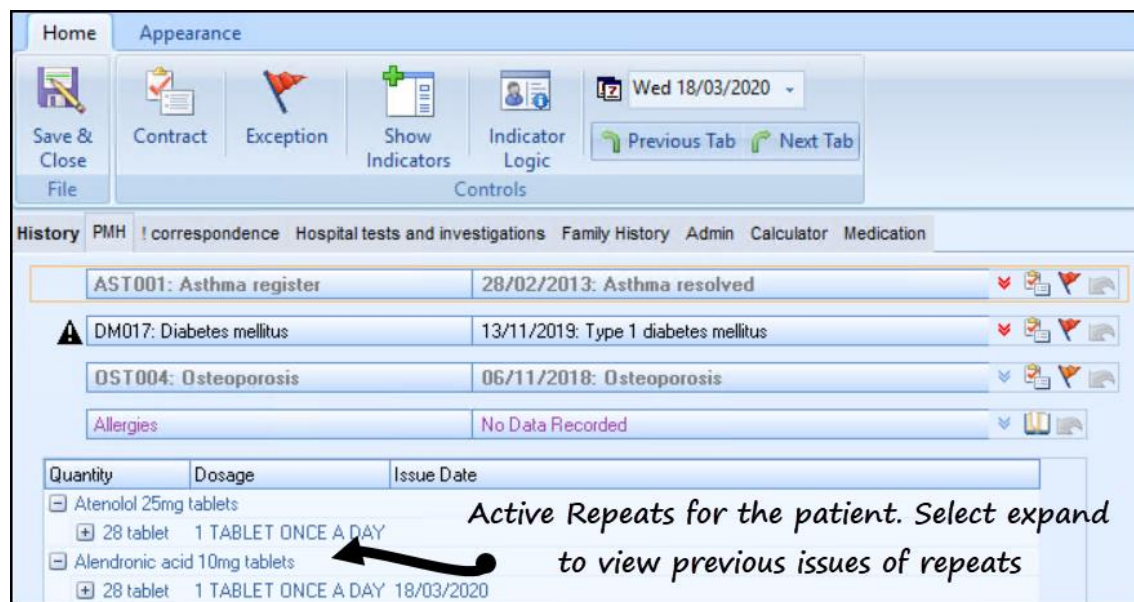 Home Appearance
Save & Close
Contract
Exception
Show Indicators
Indicator Logic
Wed 18/03/2020
Previous Tab Next Tab
File Controls
History PMH ! correspondence Hospital tests and investigations Family History Admin Calculator Medication
AST001: Asthma register 28/02/2013: Asthma resolved
DM017: Diabetes mellitus 13/11/2019: Type 1 diabetes mellitus
OST004: Osteoporosis 06/11/2018: Osteoporosis
Allergies No Data Recorded
Quantity Dosage Issue Date
Atenolol 25mg tablets
28 tablet 1 TABLET ONCE A DAY
Alendronic acid 10mg tablets
28 tablet 1 TABLET ONCE A DAY 18/03/2020
Active Repeats for the patient. Select expand
to view previous issues of repeats